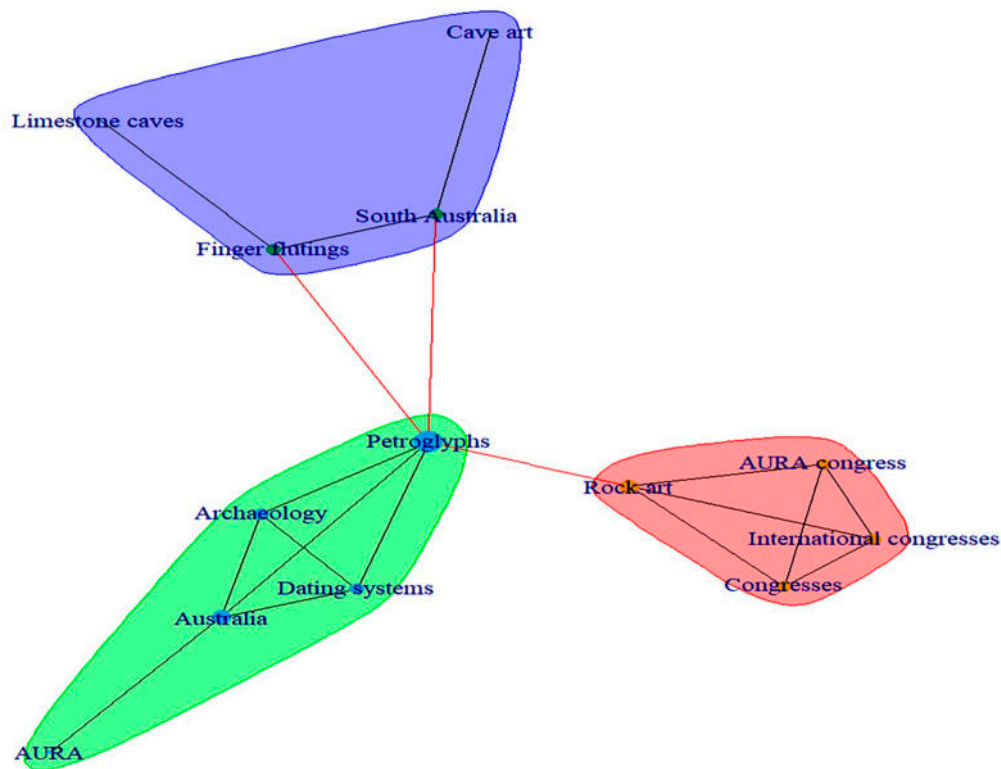 Cave art
Limestone caves
South Australia
Finger flutings
Petroglyphs
AURA congress
Rock art
Archaeology
International congresses
Congresses
Dating systems
Australia
AURA